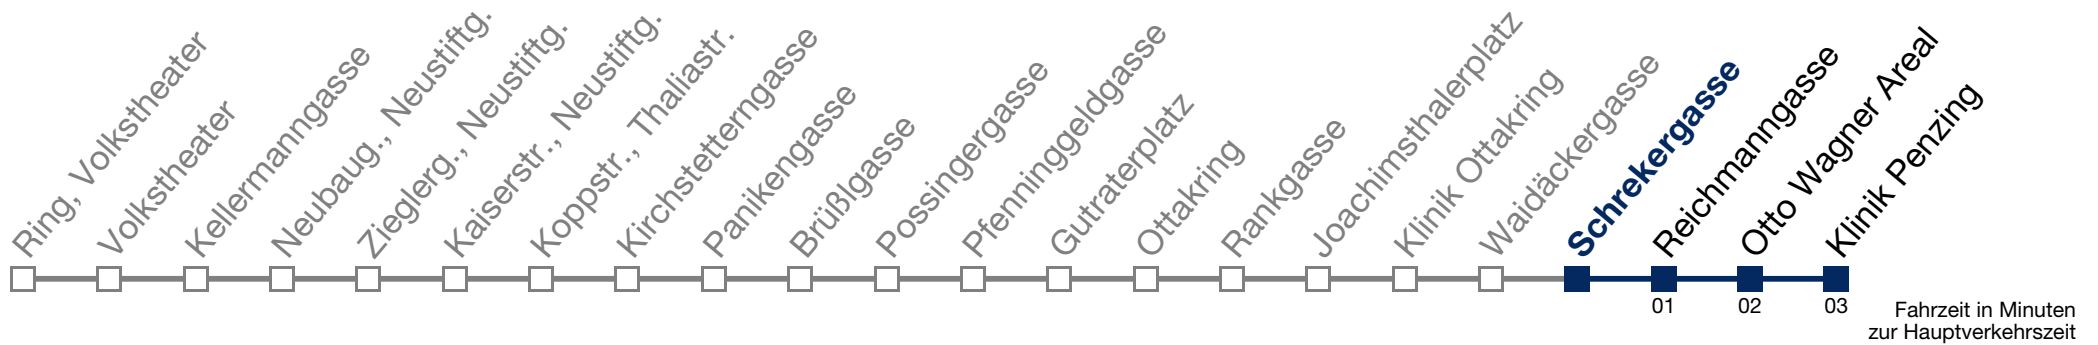 Ring, Volkstheater
Volkstheater
Kellermanngasse
Neubaug., Neustiftg.
Zieglerg., Neustiftg.
Kaiserstr., Neustiftg.
Koppstr., Thaliastr.
Kirchstetterngasse
Panikengasse
Brüßlgasse
Possingergasse
Pfenninggeldgasse
Gutraterplatz
Ottakring
Rankgasse
Joachimsthalerplatz
Klinik Ottakring
Waidäckergasse
Schrekergasse
Reichmanngasse
Otto Wagner Areal
Klinik Penzing
01
02
03
Fahrzeit in Minuten
zur Hauptverkehrszeit